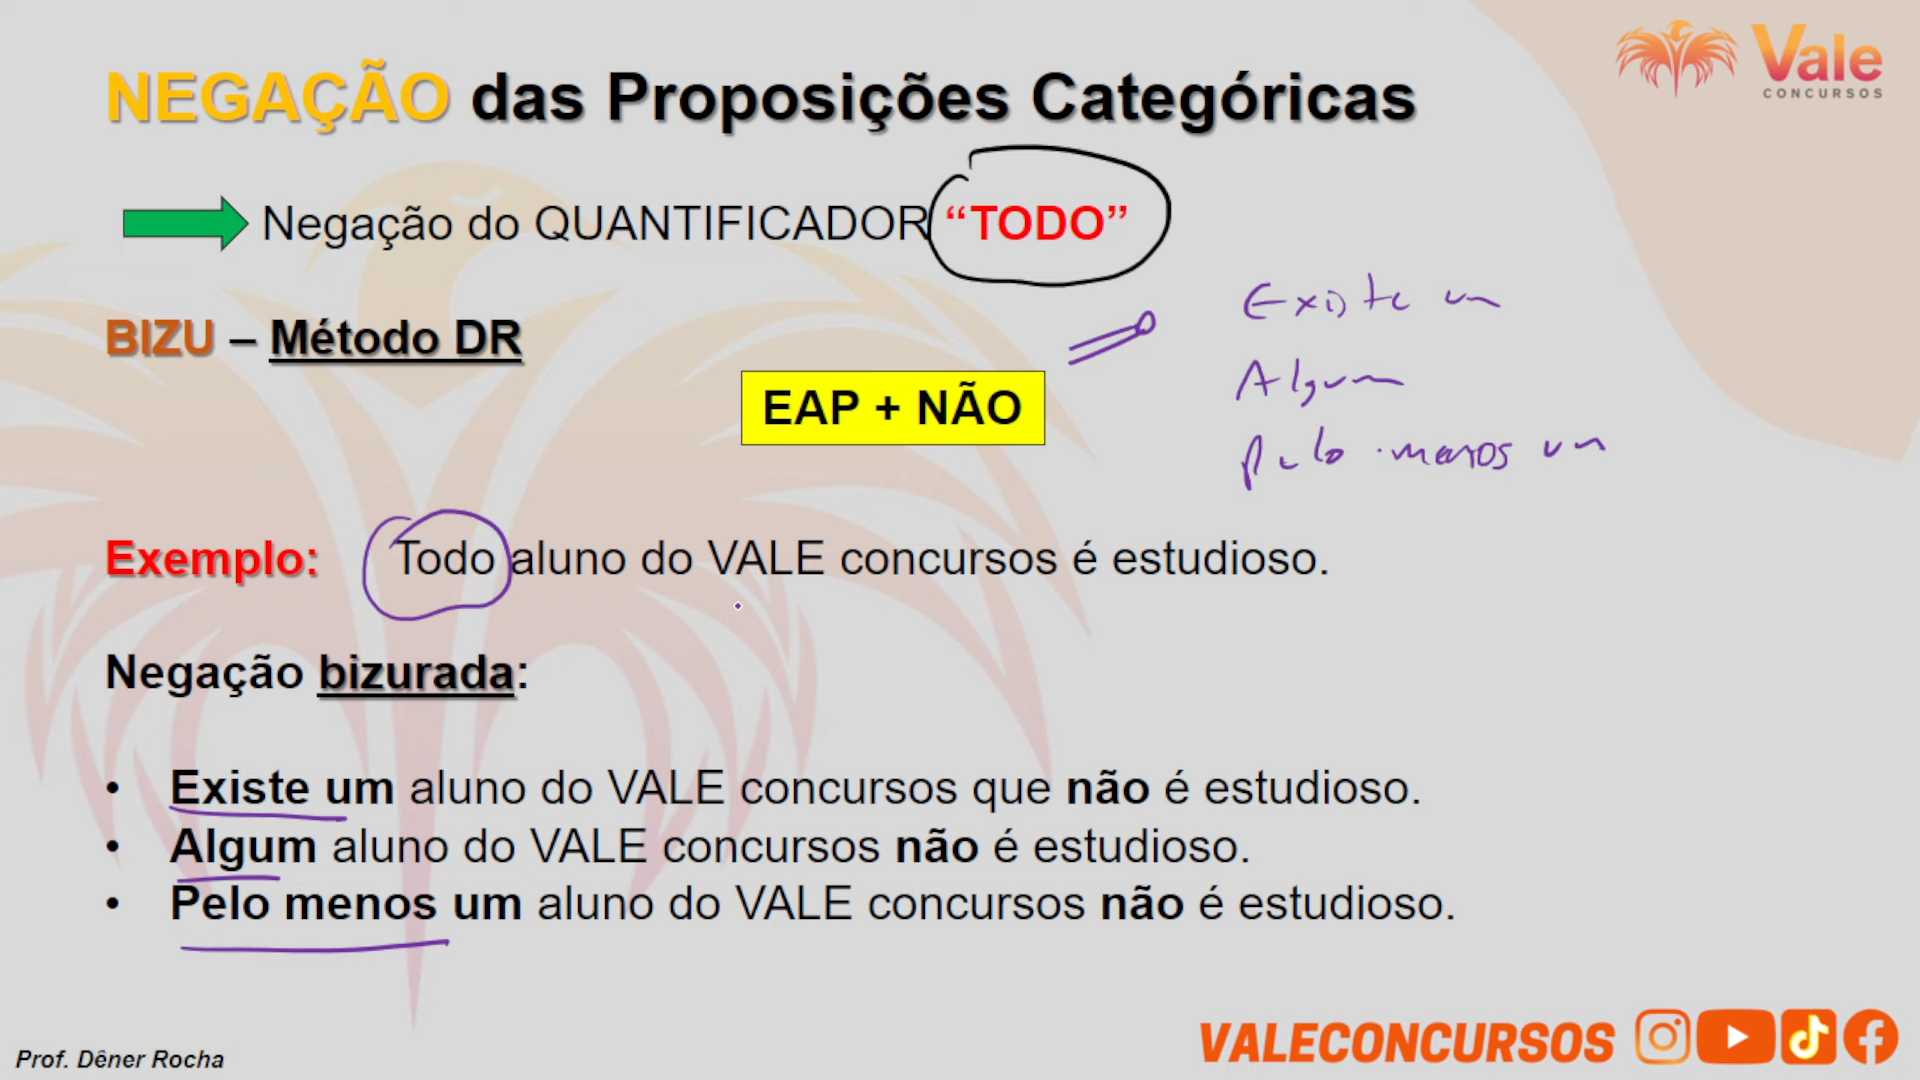 NEGAÇÃO das Proposições Categóricas
Vale
CONCURSOS
Negação do QUANTIFICADOR “TODO”
BIZU – Método DR
EAP + NÃO
Existe um
Algum
Pelo menos um
Exemplo: Todo aluno do VALE concursos é estudioso.
Negação bizurada:
• Existe um aluno do VALE concursos que não é estudioso.
• Algum aluno do VALE concursos não é estudioso.
• Pelo menos um aluno do VALE concursos não é estudioso.
Prof. Dêner Rocha
VALECONCURSOS